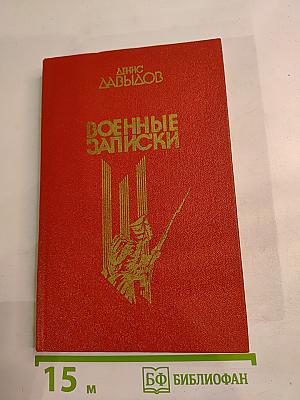 ДЕНИС
ДАВЫДОВ
ВОЕННЫЕ
ЗАПИСКИ
15 м
БФ БИБЛИОФАН